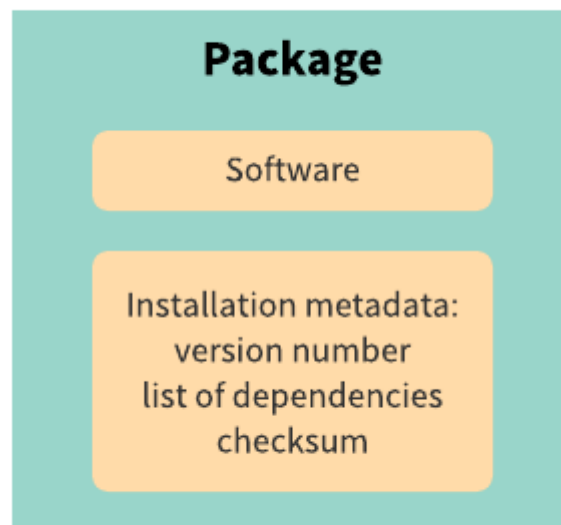 Package
Software
Installation metadata:
version number
list of dependencies
checksum